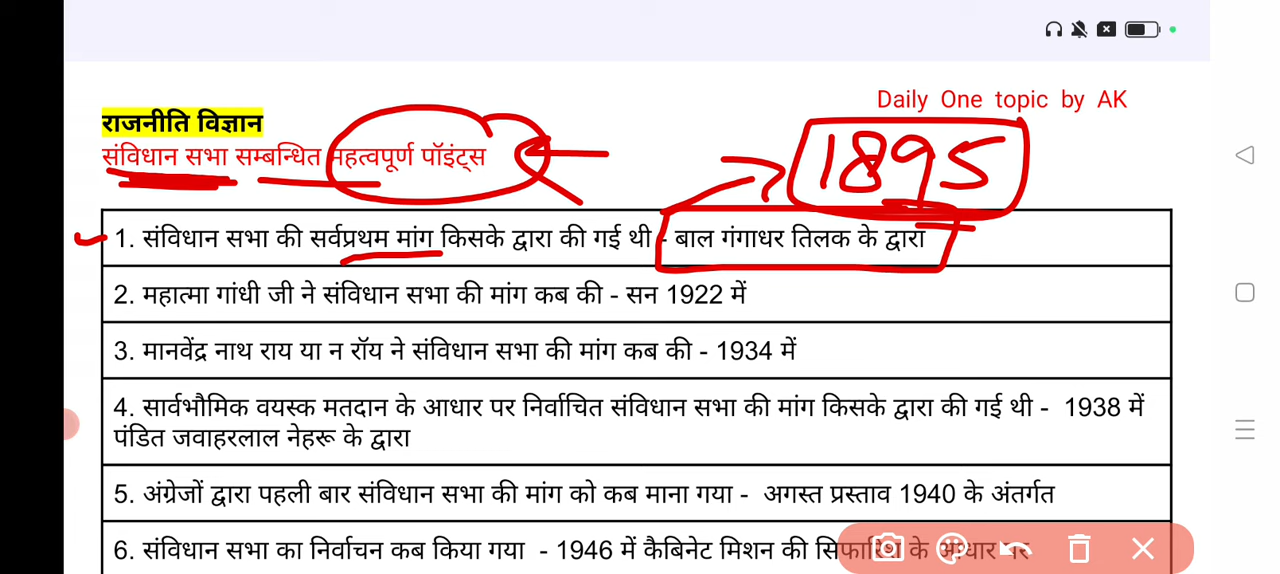 Daily One topic by AK
राजनीति विज्ञान
संविधान सभा सम्बन्धित महत्वपूर्ण पॉइंट्स
1895
1. संविधान सभा की सर्वप्रथम मांग किसके द्वारा की गई थी - बाल गंगाधर तिलक के द्वारा
2. महात्मा गांधी जी ने संविधान सभा की मांग कब की - सन 1922 में
3. मानवेंद्र नाथ राय या न रॉय ने संविधान सभा की मांग कब की - 1934 में
4. सार्वभौमिक वयस्क मतदान के आधार पर निर्वाचित संविधान सभा की मांग किसके द्वारा की गई थी - 1938 में
पंडित जवाहरलाल नेहरू के द्वारा
5. अंग्रेजों द्वारा पहली बार संविधान सभा की मांग को कब माना गया - अगस्त प्रस्ताव 1940 के अंतर्गत
6. संविधान सभा का निर्वाचन कब किया गया - 1946 में कैबिनेट मिशन की सिफारिश के आधार पर